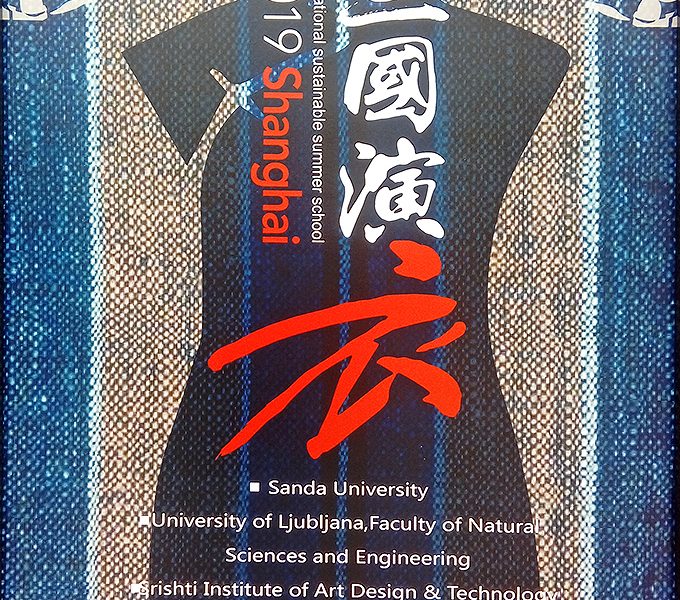 國演衣
019 Shanghai
ational sustainable summer school
■ Sanda University
■University of Ljubljana,Faculty of Natural
Sciences and Engineering
■Srishti Institute of Art Design & Technology